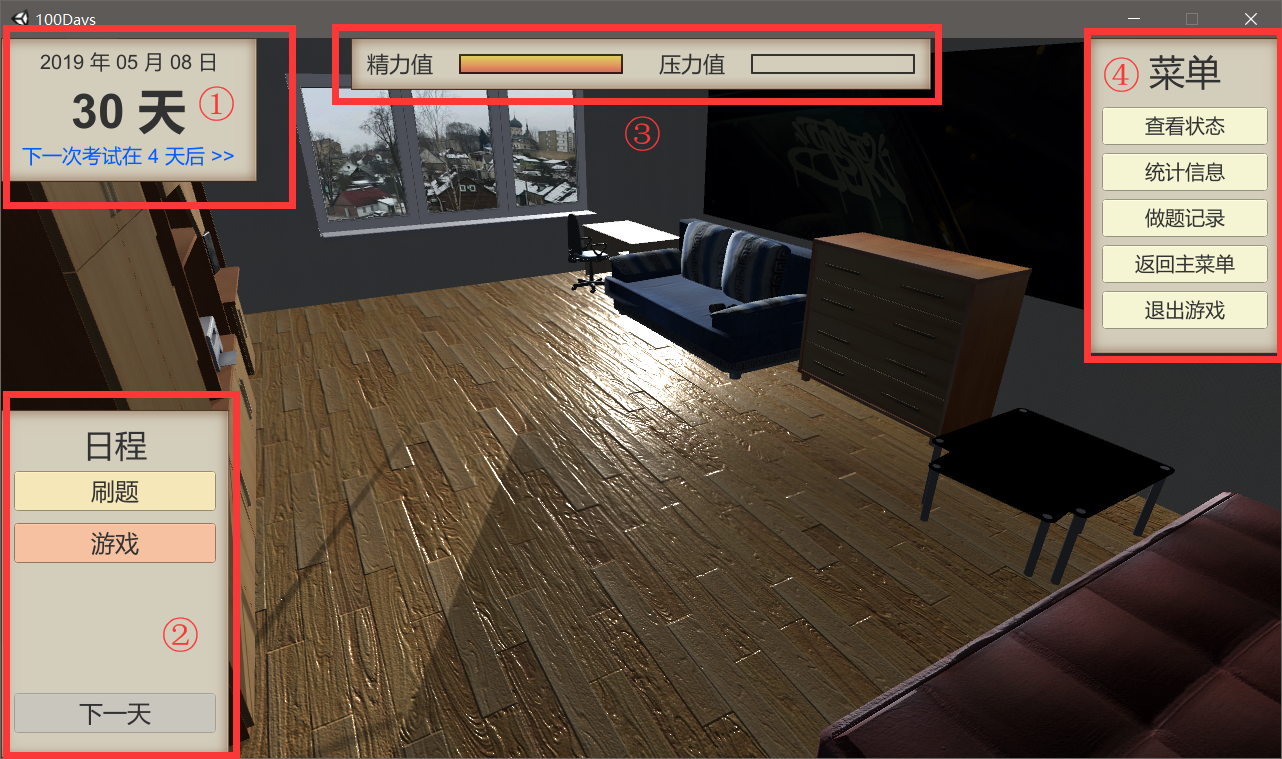 100Days
2019 年 05 月 08 日
30 天
①
下一次考试在 4 天后 >>
精力值
压力值
③
④
菜单
查看状态
统计信息
做题记录
返回主菜单
退出游戏
日程
刷题
游戏
②
下一天